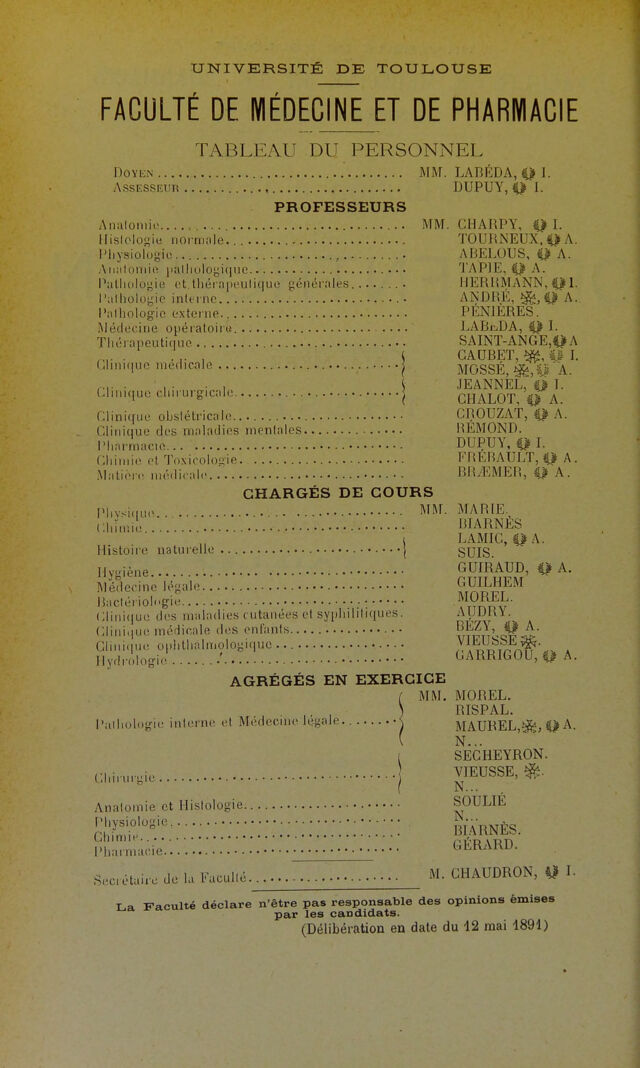 UNIVERSITÉ DE TOULOUSE
FACULTÉ DE MÉDECINE ET DE PHARMACIE
TABLEAU DU PERSONNEL
DOYEN MM. LABÉDA, I.
ASSESSEUR DUPUY, I.
PROFESSEURS
Anatomie MM. CHARPY, I.
Histologie normale TOURNEUX, A.
Physiologie ABELOUS, A.
Anatomie pathologique TAPIE, A.
Pathologie et thérapeutique générales HERRMANN, I.
Pathologie interne ANDRÉ, A.
Pathologie externe PÉNIÈRES.
Médecine opératoire LABÉDA, I.
Thérapeutique SAINT-ANGE, A
Clinique médicale { CAUBET, I.
MOSSÉ, A.
Clinique chirurgicale { JEANNEL, I.
CHALOT, A.
Clinique obstétricale CROUZAT, A.
Clinique des maladies mentales RÉMOND.
Pharmacie DUPUY, I.
Chimie et Toxicologie FRÉBAULT, A.
Matière médicale BRÆMER, A.
CHARGÉS DE COURS
Physique MM. MARIE.
Chimie BIARNÈS
Histoire naturelle { LAMIC, A.
SUIS.
Hygiène GUIRAUD, A.
Médecine légale GUILHEM
Bactériologie MOREL.
Clinique des maladies cutanées et syphilitiques. AUDRY.
Clinique médicale des enfants BÉZY, A.
Clinique ophthalmologique VIEUSSE
Hydrologie GARRIGOU, A.
AGRÉGÉS EN EXERCICE
MM. MOREL.
RISPAL.
Pathologie interne et Médecine légale { MAUREL, A.
N...
SECHEYRON.
Chirurgie { VIEUSSE,
N...
Anatomie et Histologie SOULIÉ
Physiologie N...
Chimie BIARNÈS.
Pharmacie GÉRARD.
Secrétaire de la Faculté M. CHAUDRON, I.
La Faculté déclare n'être pas responsable des opinions émises
par les candidats.
(Délibération en date du 12 mai 1891)